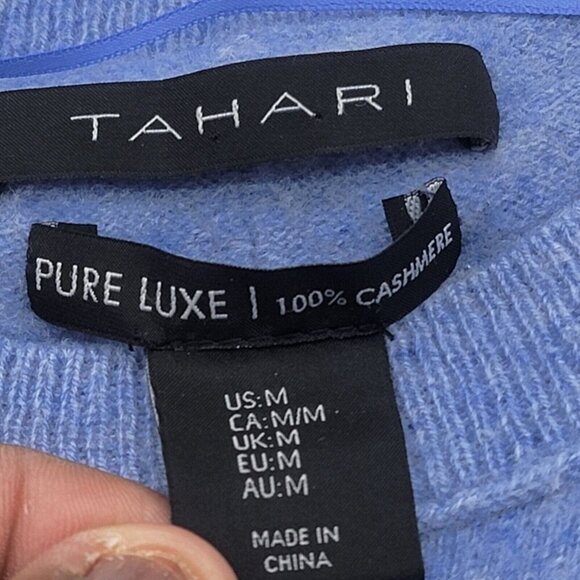 TAHARI
PURE LUXE | 100% CASHMERE
US:M
CA:M/M
UK:M
EU:M
AU:M
MADE IN
CHINA